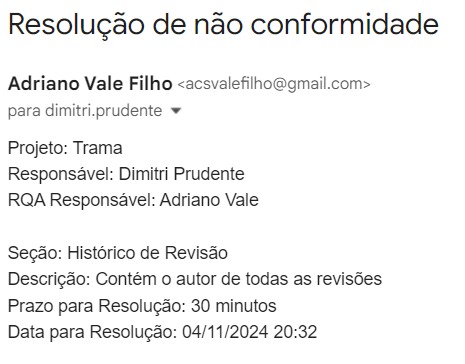 Resolução de não conformidade
Adriano Vale Filho <acsvalefilho@gmail.com>
para dimitri.prudente
Projeto: Trama
Responsável: Dimitri Prudente
RQA Responsável: Adriano Vale
Seção: Histórico de Revisão
Descrição: Contém o autor de todas as revisões
Prazo para Resolução: 30 minutos
Data para Resolução: 04/11/2024 20:32